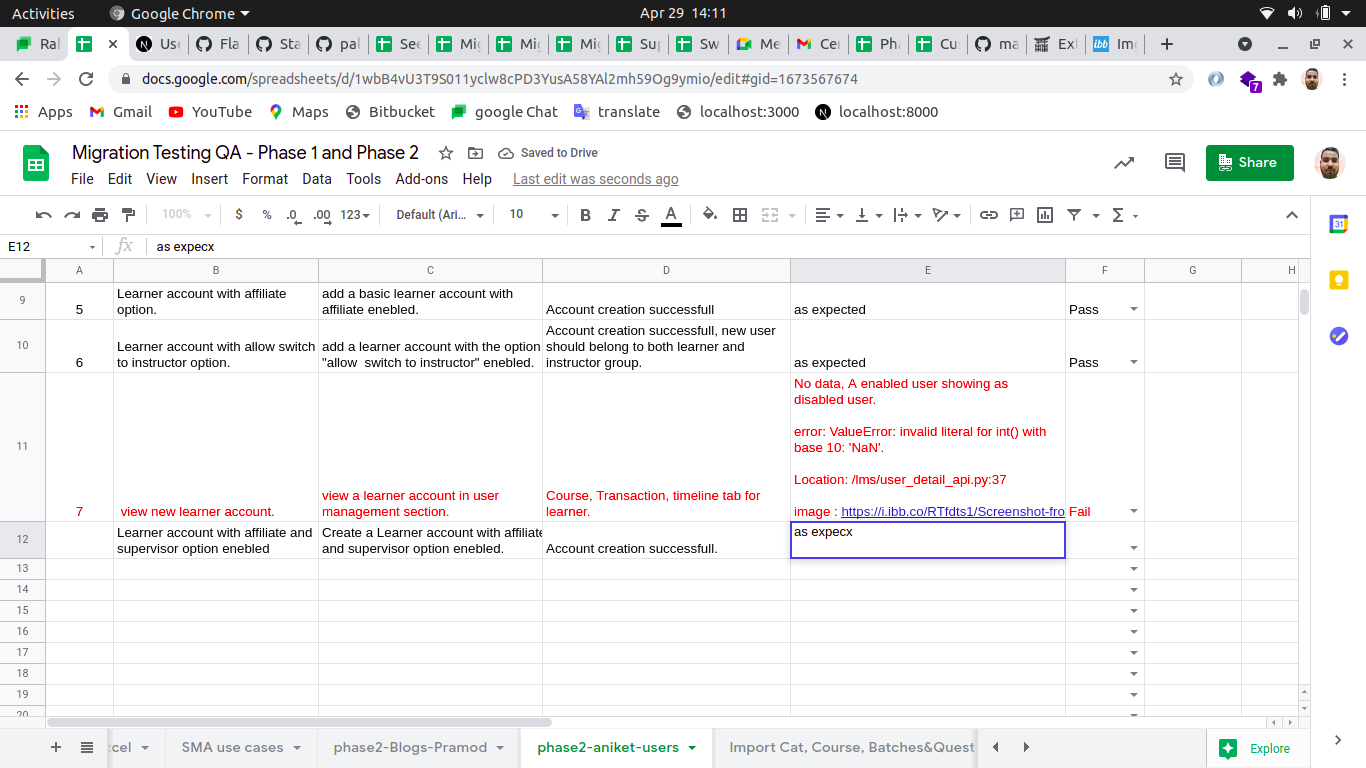 Activities Google Chrome Apr 29 14:11
Ral Use Fla Sta pal See Mig Mig Mig Sup Sw Me Cer Pha Cus ma Ex Im
docs.google.com/spreadsheets/d/1wbB4vU3T9S011yclw8cPD3YusA58YAl2mh59Og9ymio/edit#gid=1673567674 7
Apps Gmail YouTube Maps Bitbucket google Chat translate localhost:3000 localhost:8000
Migration Testing QA - Phase 1 and Phase 2 Saved to Drive
File Edit View Insert Format Data Tools Add-ons Help Last edit was seconds ago
Share
100% $ % .0 .00 123 Default (Ari... 10 B I S A
E12 fx as expecx
A B C D E F G H
9 5 Learner account with affiliate
option. add a basic learner account with
affiliate enebled. Account creation successful as expected Pass
10 6 Learner account with allow switch
to instructor option. add a learner account with the option
"allow switch to instructor" enebled. Account creation successful, new user
should belong to both learner and
instructor group. as expected Pass
11 7 view new learner account. view a learner account in user
management section. Course, Transaction, timeline tab for
learner. No data, A enabled user showing as
disabled user.
error: ValueError: invalid literal for int() with
base 10: 'NaN'.
Location: /lms/user_detail_api.py:37
image : https://i.ibb.co/RTfdts1/Screenshot-fro Fail
12 Learner account with affiliate and
supervisor option enebled Create a Learner account with affiliate
and supervisor option enebled. Account creation successfull. as expecx
13
14
15
16
17
18
19
20
cel SMA use cases phase2-Blogs-Pramod phase2-aniket-users Import Cat, Course, Batches&Quest Explore